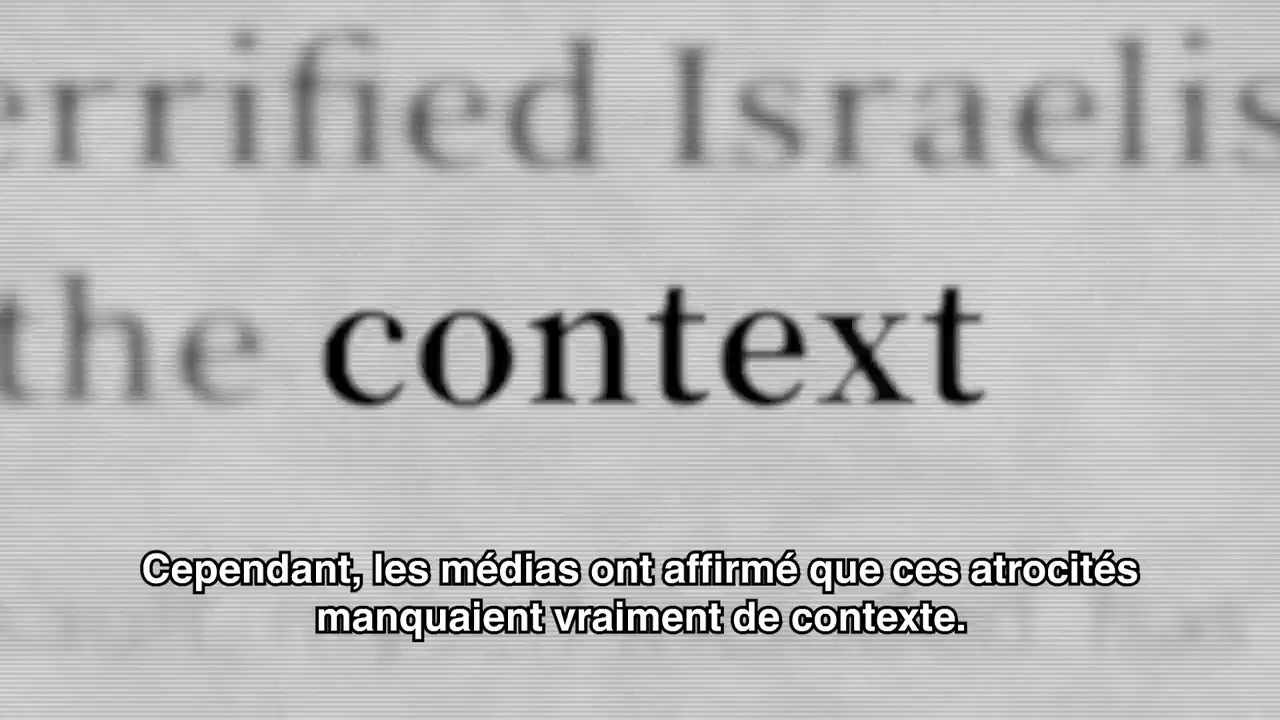 errified Israelis
the context
Cependant, les médias ont affirmé que ces atrocités
manquaient vraiment de contexte.